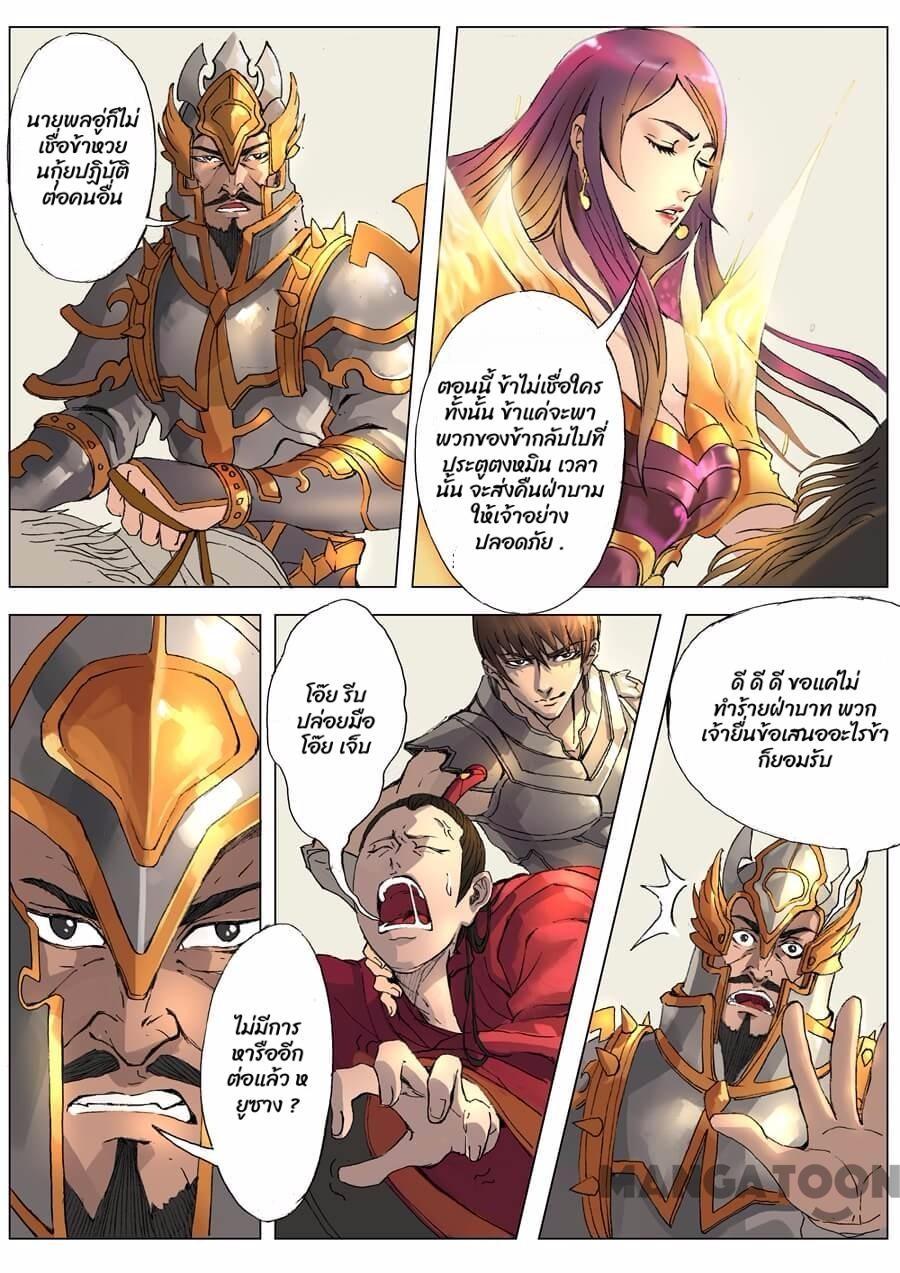 นายพลอู่ก็ไม่
เชื่อข้าหวย
นกุ้ยปฏิบัติ
ต่อคนอื่น
ตอนนี้ ข้าไม่เชื่อใคร
ทั้งนั้น ข้าแค่จะพา
พวกของข้ากลับไปที่
ประตูตงหมิน เวลา
นั้น จะส่งคืนฝ่าบาม
ให้เจ้าอย่าง
ปลอดภัย .
โอ๊ย รีบ
ปล่อยมือ
โอ๊ย เจ็บ
ดี ดี ดี ขอแค่ไม่
ทำร้ายฝ่าบาท พวก
เจ้ายื่นข้อเสนออะไรข้า
ก็ยอมรับ
ไม่มีการ
หารืออีก
ต่อแล้ว ห
ยูซาง ?
MANGATOON